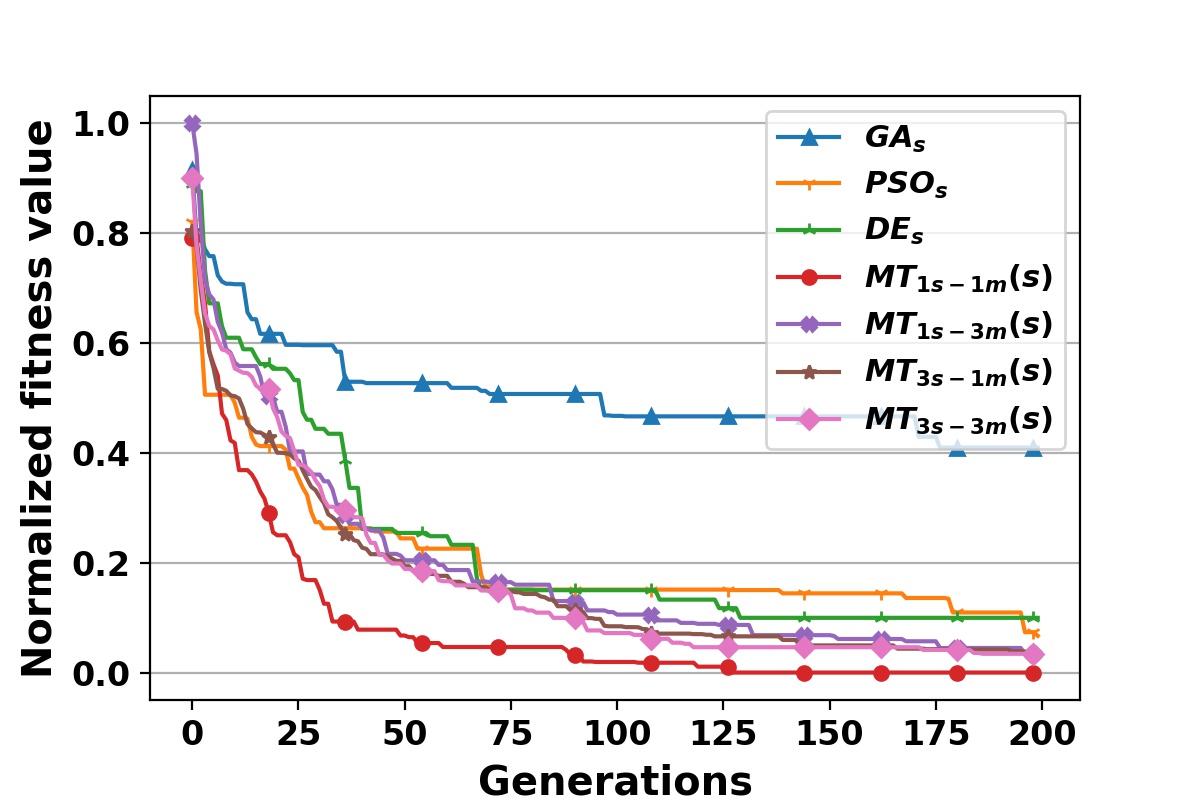 Normalized fitness value
1.0
0.8
0.6
0.4
0.2
0.0
GAs
PSOs
DEs
MT1s−1m(s)
MT1s−3m(s)
MT3s−1m(s)
MT3s−3m(s)
0 25 50 75 100 125 150 175 200
Generations